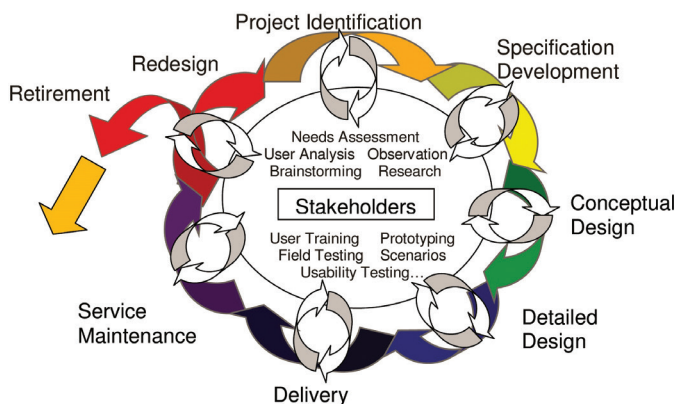 Project Identification
Specification
Development
Redesign
Retirement
Needs Assessment
User Analysis Observation
Brainstorming Research
Stakeholders
Conceptual
Design
User Training Prototyping
Field Testing Scenarios
Usability Testing...
Service
Maintenance
Detailed
Design
Delivery